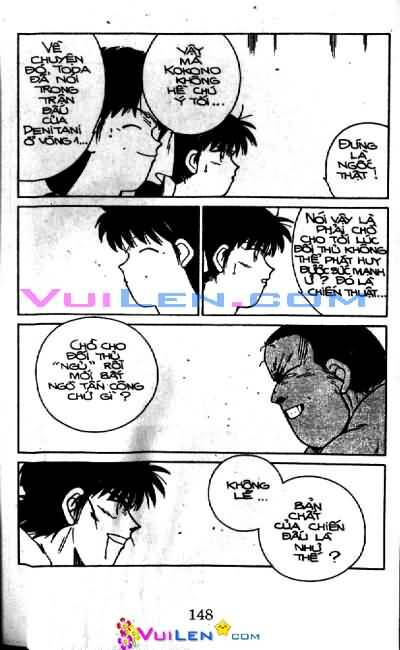 VỀ
CHUYỆN
ĐÓ, TODA
ĐÃ NÓI
TRONG
TRẬN
ĐẤU
CỦA
DENITANI
Ở VÒNG 1...
VẬY
MÀ
KOKONO
KHÔNG
HỀ CHÚ
Ý TỚI...
ĐỪNG
LÀ
NGỐC
THẬT !
NÓI VẬY LÀ
PHẢI CHỜ
CHO TỚI LÚC
ĐỐI THỦ KHÔNG
THỂ PHÁT HUY
ĐƯỢC SỨC MẠNH
Ư ? ĐÓ LÀ
CHIẾN THUẬT...
VUILEN.COM
CHỜ CHO
ĐỐI THỦ
"NGỦ" RỒI
MỚI BẤT
NGỜ TẤN CÔNG
CHỨ GÌ ?
KHÔNG
LẼ ...
BẢN
CHẤT
CỦA CHIẾN
ĐẤU LÀ
NHƯ
THẾ ?
148
VUILEN.COM